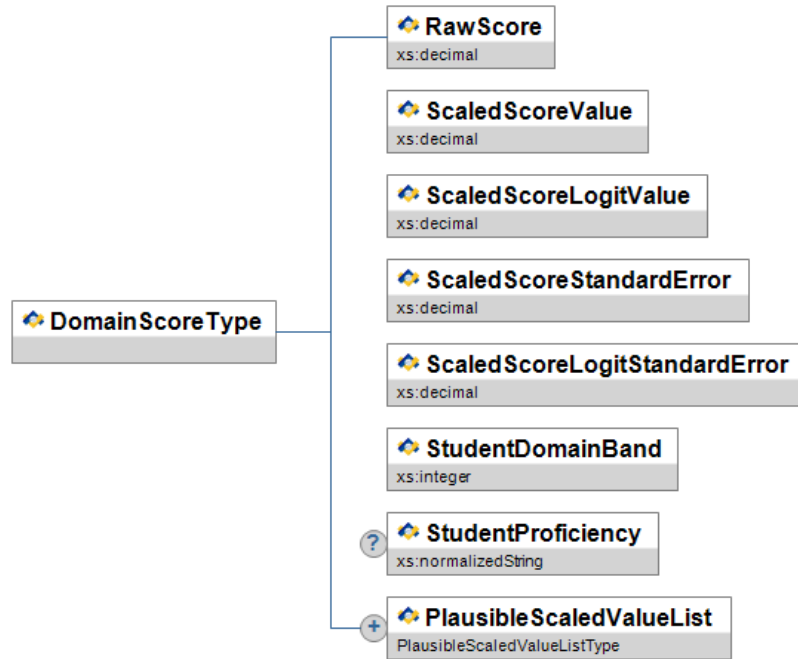 RawScore
xs:decimal
ScaledScoreValue
xs:decimal
ScaledScoreLogitValue
xs:decimal
ScaledScoreStandardError
xs:decimal
DomainScoreType
ScaledScoreLogitStandardError
xs:decimal
StudentDomainBand
xs:integer
?
StudentProficiency
xs:normalizedString
+
PlausibleScaledValueList
PlausibleScaledValueListType